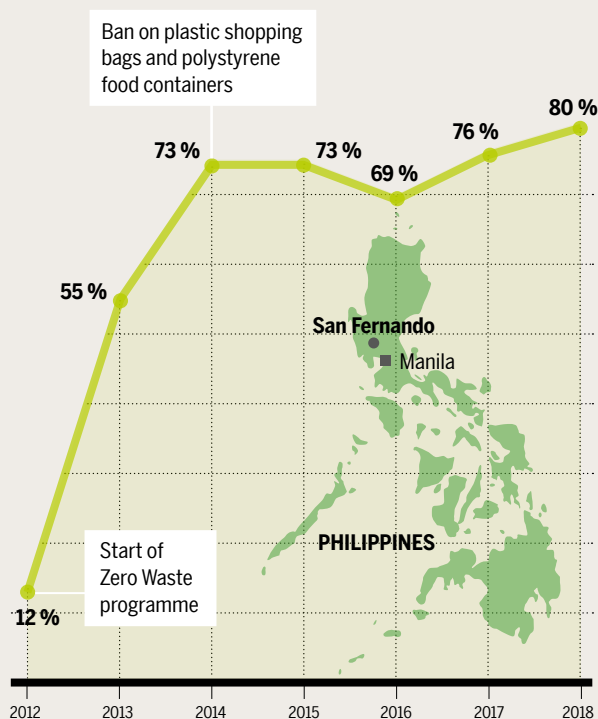 Ban on plastic shopping
bags and polystyrene
food containers
80 %
76 %
73 %
73 %
69 %
55 %
San Fernando
Manila
PHILIPPINES
Start of
Zero Waste
programme
12 %
2012
2013
2014
2015
2016
2017
2018